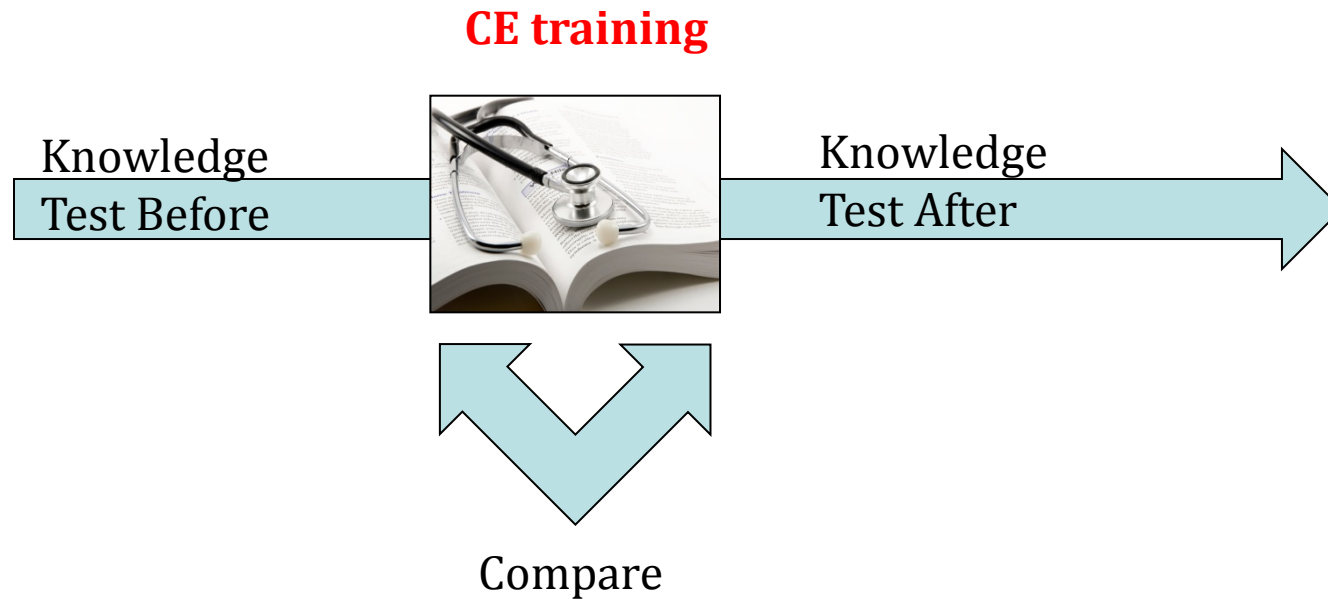 CE training
Knowledge
Test Before
Knowledge
Test After
Compare